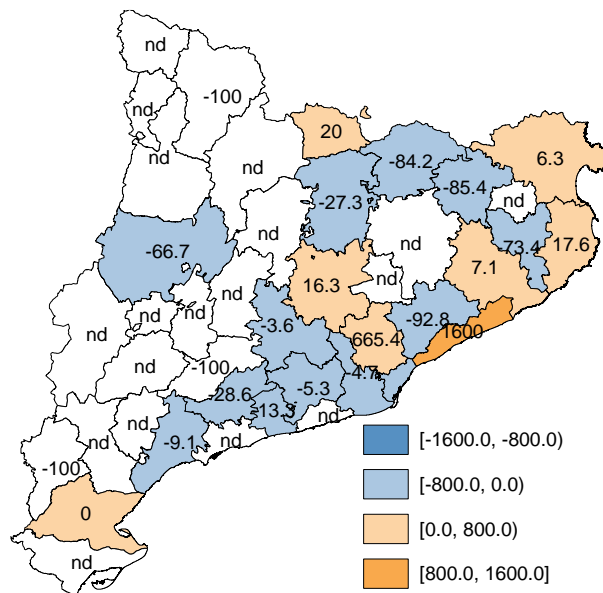 nd
-100
nd
20
nd
nd
-84.2
6.3
-85.4
-27.3
nd
nd
nd
-73.4
17.6
-66.7
7.1
16.3
nd
nd
nd
nd
nd
-3.6
-92.8
1600
665.4
nd
-100
-4.7
-28.6
-5.3
-13.3
nd
nd
nd
-9.1
nd
-100
0
nd
[-1600.0, -800.0)
[-800.0, 0.0)
[0.0, 800.0)
[800.0, 1600.0]